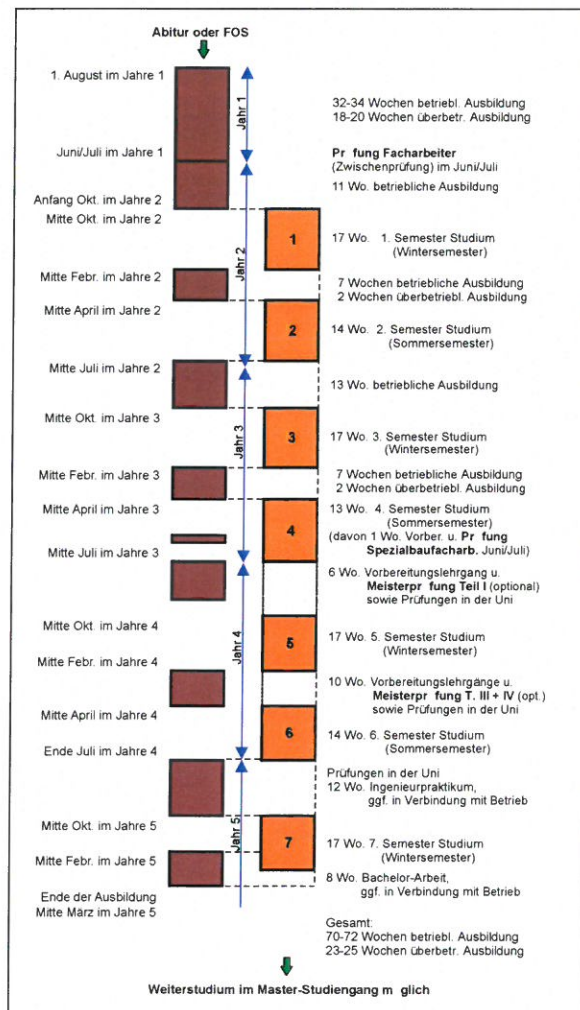 Abitur oder FOS
1. August im Jahre 1
Jahr 1
32-34 Wochen betriebl. Ausbildung
18-20 Wochen überbetr. Ausbildung
Juni/Juli im Jahre 1
Pr fung Facharbeiter
(Zwischenprüfung) im Juni/Juli
11 Wo. betriebliche Ausbildung
Anfang Okt. im Jahre 2
Mitte Okt. im Jahre 2
Jahr 2
1
17 Wo. 1. Semester Studium
(Wintersemester)
Mitte Febr. im Jahre 2
7 Wochen betriebliche Ausbildung
2 Wochen überbetriebl. Ausbildung
Mitte April im Jahre 2
2
14 Wo. 2. Semester Studium
(Sommersemester)
Mitte Juli im Jahre 2
13 Wo. betriebliche Ausbildung
Mitte Okt. im Jahre 3
Jahr 3
3
17 Wo. 3. Semester Studium
(Wintersemester)
Mitte Febr. im Jahre 3
7 Wochen betriebliche Ausbildung
2 Wochen überbetriebl. Ausbildung
Mitte April im Jahre 3
4
13 Wo. 4. Semester Studium
(Sommersemester)
(davon 1 Wo. Vorber. u. Pr fung
Spezialbaufacharb. Juni/Juli)
Mitte Juli im Jahre 3
6 Wo. Vorbereitungslehrgang u.
Meisterpr fung Teil I (optional)
sowie Prüfungen in der Uni
Mitte Okt. im Jahre 4
Jahr 4
5
17 Wo. 5. Semester Studium
(Wintersemester)
Mitte Febr. im Jahre 4
10 Wo. Vorbereitungslehrgänge u.
Meisterpr fung T. III + IV (opt.)
sowie Prüfungen in der Uni
Mitte April im Jahre 4
6
14 Wo. 6. Semester Studium
(Sommersemester)
Ende Juli im Jahre 4
Prüfungen in der Uni
12 Wo. Ingenieurpraktikum,
ggf. in Verbindung mit Betrieb
Mitte Okt. im Jahre 5
Jahr 5
7
17 Wo. 7. Semester Studium
(Wintersemester)
Mitte Febr. im Jahre 5
8 Wo. Bachelor-Arbeit,
ggf. in Verbindung mit Betrieb
Ende der Ausbildung
Mitte März im Jahre 5
Gesamt:
70-72 Wochen betriebl. Ausbildung
23-25 Wochen überbetr. Ausbildung
Weiterstudium im Master-Studiengang m glich